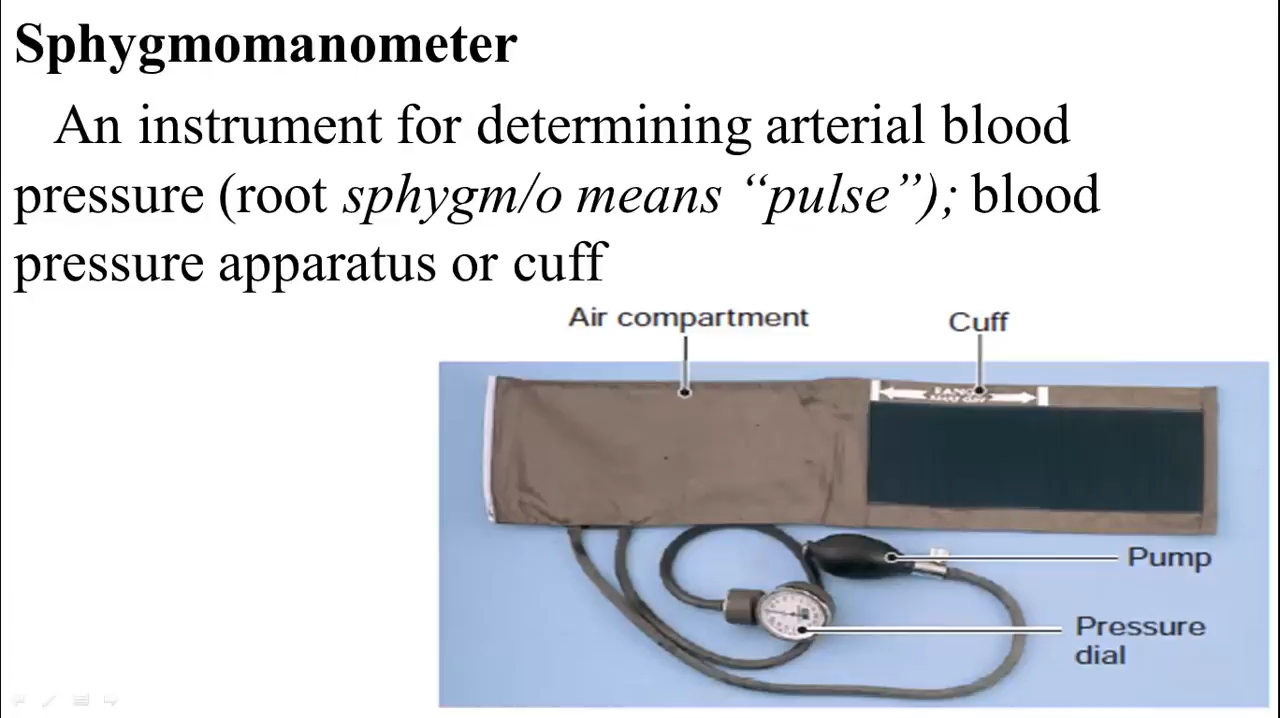 Sphygmomanometer
An instrument for determining arterial blood
pressure (root sphygm/o means “pulse”); blood
pressure apparatus or cuff
Air compartment
Cuff
Pump
Pressure
dial